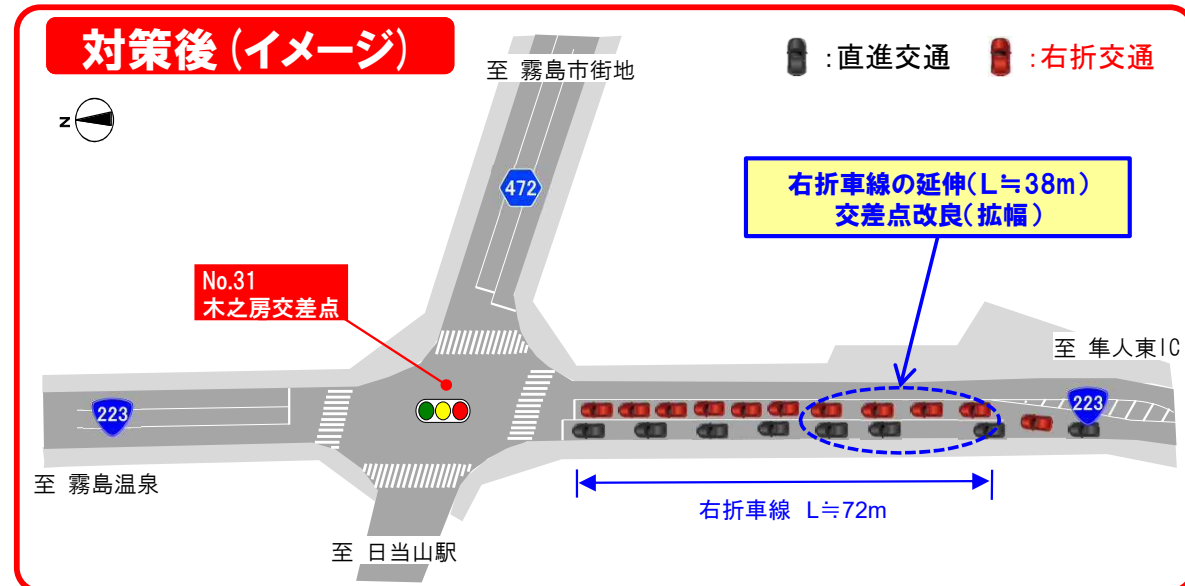 対策後(イメージ)
至 霧島市街地
:直進交通
:右折交通
N
472
右折車線の延伸(L≒38m)
交差点改良(拡幅)
No.31
木之房交差点
至 隼人東IC
223
223
至 霧島温泉
右折車線 L≒72m
至 日当山駅